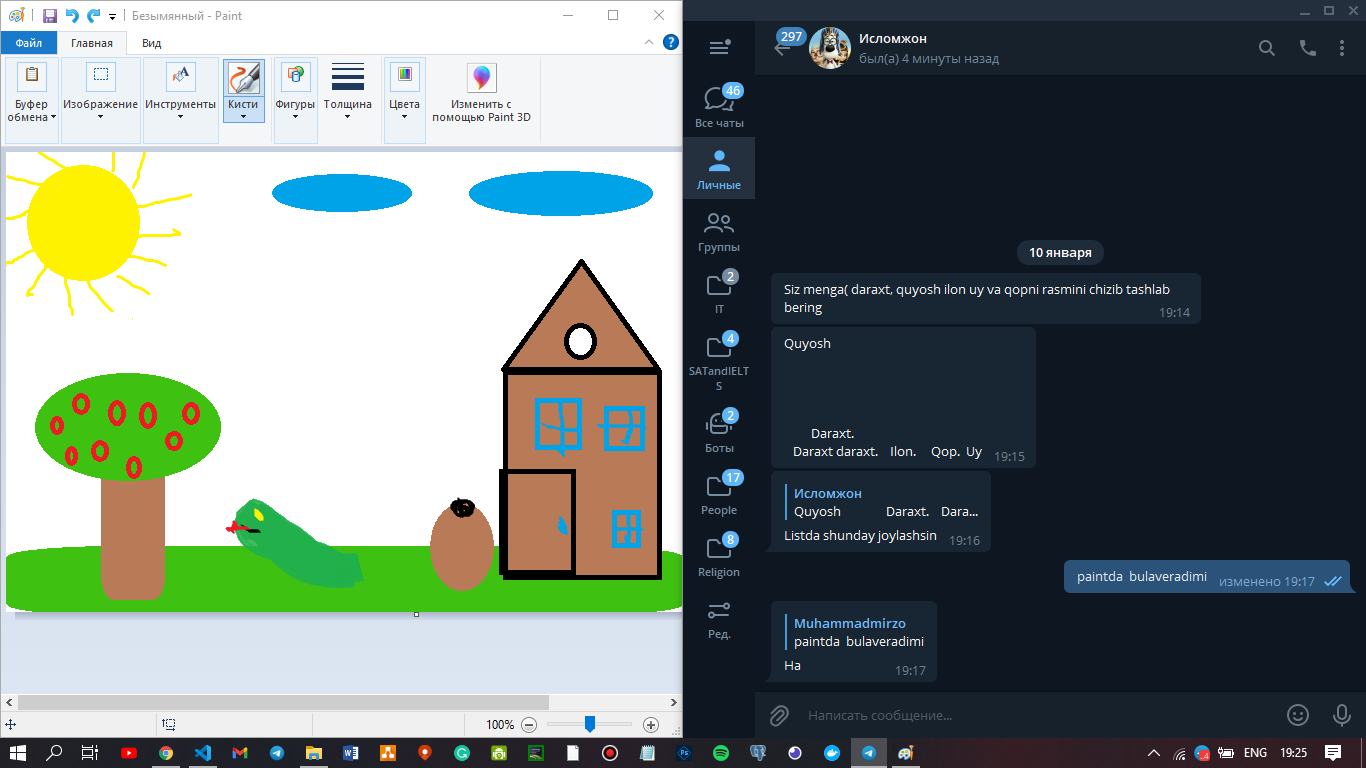 Безымянный - Paint
Файл
Главная
Вид
Буфер обмена
Изображение
Инструменты
Кисти
Фигуры
Толщина
Цвета
Изменить с помощью Paint 3D
100%
297
Исломжон
был(а) 4 минуты назад
46
Все чаты
Личные
Группы
2
IT
4
SATandIELT
S
2
Боты
17
People
8
Religion
Ред.
10 января
Siz menga( daraxt, quyosh ilon uy va qopni rasmini chizib tashlab
bering
19:14
Quyosh
Daraxt.
Daraxt daraxt. Ilon. Qop. Uy
19:15
Исломжон
Quyosh Daraxt. Dara...
Listda shunday joylashsin 19:16
paintda bulaveradimi изменено 19:17
Muhammadmirzo
paintda bulaveradimi
Ha
19:17
Написать сообщение...
ENG 19:25